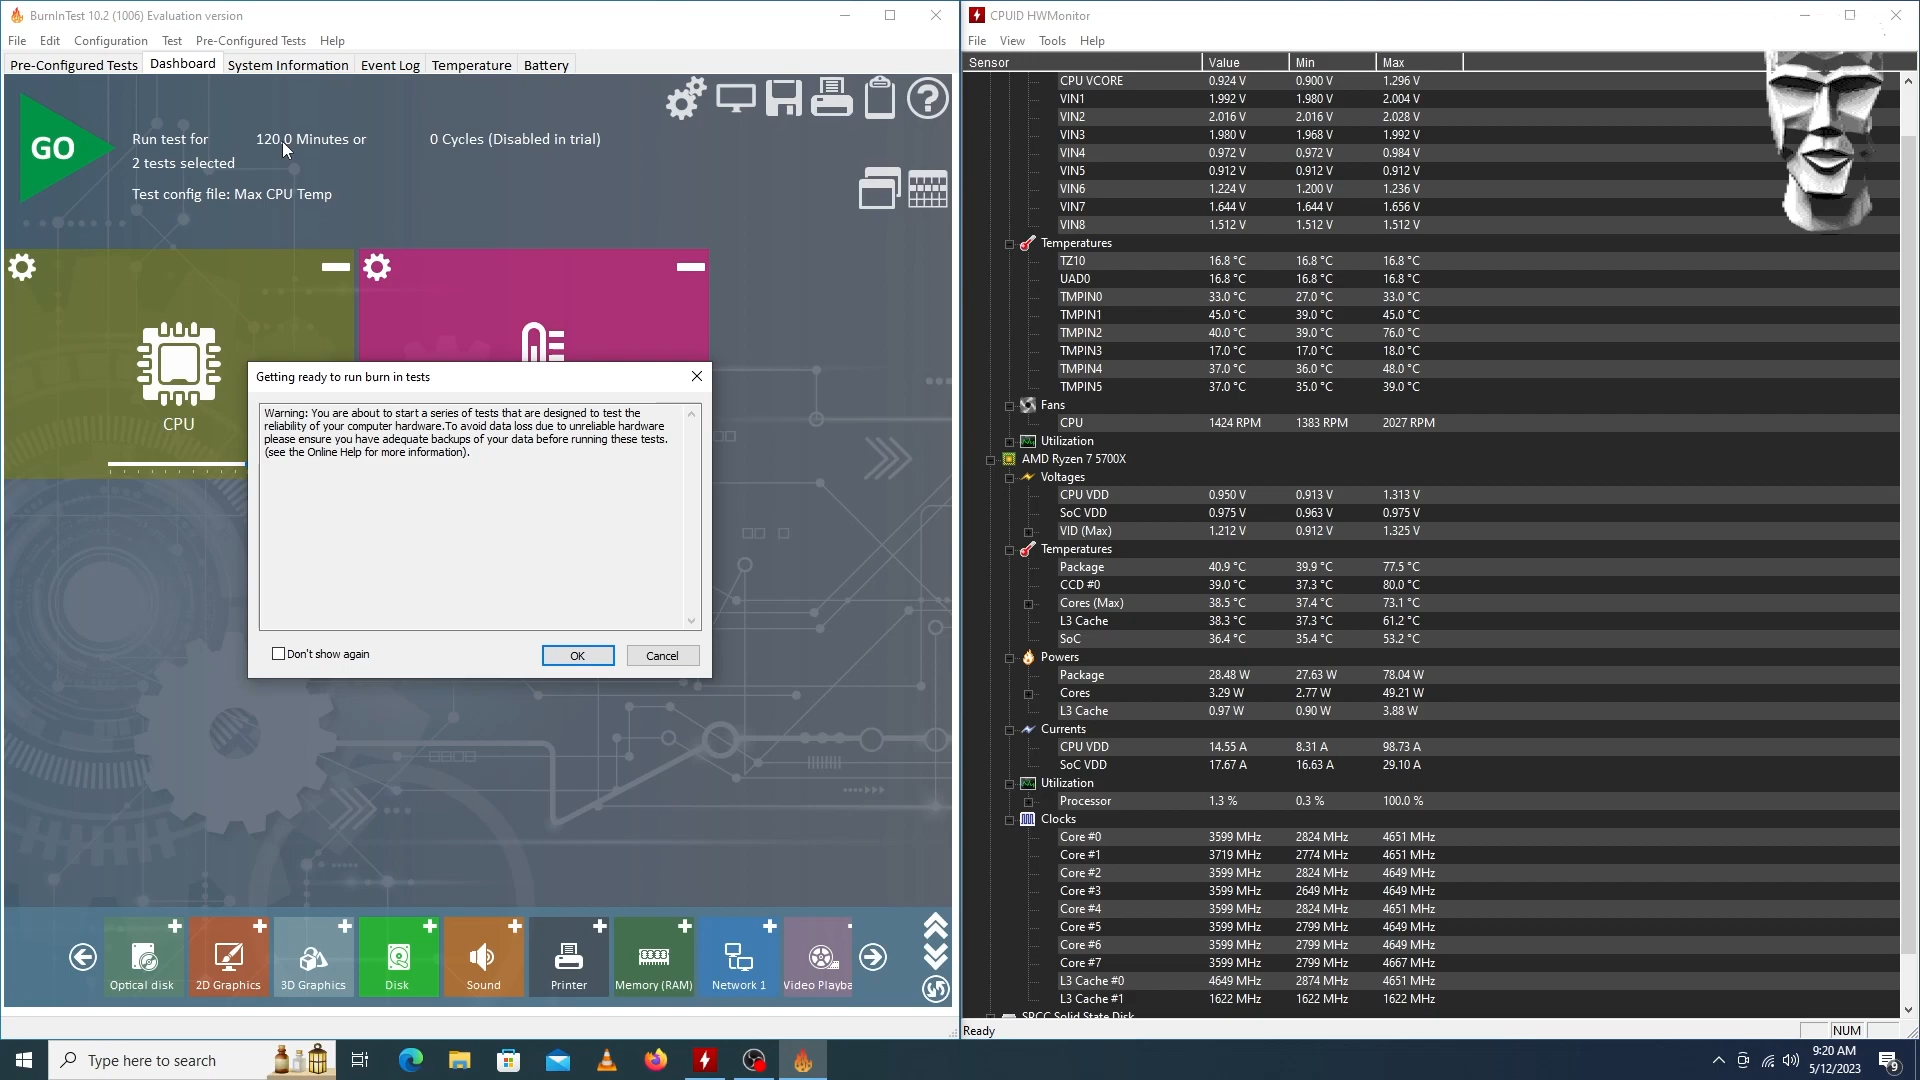 BurnInTest 10.2 (1006) Evaluation version
File Edit Configuration Test Pre-Configured Tests Help
Pre-Configured Tests Dashboard System Information Event Log Temperature Battery
GO
Run test for 120.0 Minutes or 0 Cycles (Disabled in trial)
2 tests selected
Test config file: Max CPU Temp
CPU
Getting ready to run burn in tests
Warning: You are about to start a series of tests that are designed to test the
reliability of your computer hardware.To avoid data loss due to unreliable hardware
please ensure you have adequate backups of your data before running these tests.
(see the Online Help for more information).
Don't show again
OK Cancel
Optical disk 2D Graphics 3D Graphics Disk Sound Printer Memory (RAM) Network 1 Video Playba
CPUID HWMonitor
File View Tools Help
Sensor Value Min Max
CPU VCORE 0.924 V 0.900 V 1.296 V
VIN1 1.992 V 1.980 V 2.004 V
VIN2 2.016 V 2.016 V 2.028 V
VIN3 1.980 V 1.968 V 1.992 V
VIN4 0.972 V 0.972 V 0.984 V
VIN5 0.912 V 0.912 V 0.912 V
VIN6 1.224 V 1.200 V 1.236 V
VIN7 1.644 V 1.644 V 1.656 V
VIN8 1.512 V 1.512 V 1.512 V
Temperatures
TZ10 16.8 °C 16.8 °C 16.8 °C
UAD0 16.8 °C 16.8 °C 16.8 °C
TMPIN0 33.0 °C 27.0 °C 33.0 °C
TMPIN1 45.0 °C 39.0 °C 45.0 °C
TMPIN2 40.0 °C 39.0 °C 76.0 °C
TMPIN3 17.0 °C 17.0 °C 18.0 °C
TMPIN4 37.0 °C 36.0 °C 48.0 °C
TMPIN5 37.0 °C 35.0 °C 39.0 °C
Fans
CPU 1424 RPM 1383 RPM 2027 RPM
Utilization
AMD Ryzen 7 5700X
Voltages
CPU VDD 0.950 V 0.913 V 1.313 V
SoC VDD 0.975 V 0.963 V 0.975 V
VID (Max) 1.212 V 0.912 V 1.325 V
Temperatures
Package 40.9 °C 39.9 °C 77.5 °C
CCD #0 39.0 °C 37.3 °C 80.0 °C
Cores (Max) 38.5 °C 37.4 °C 73.1 °C
L3 Cache 38.3 °C 37.3 °C 61.2 °C
SoC 36.4 °C 35.4 °C 53.2 °C
Powers
Package 28.48 W 27.63 W 78.04 W
Cores 3.29 W 2.77 W 49.21 W
L3 Cache 0.97 W 0.90 W 3.88 W
Currents
CPU VDD 14.55 A 8.31 A 98.73 A
SoC VDD 17.67 A 16.63 A 29.10 A
Utilization
Processor 1.3 % 0.3 % 100.0 %
Clocks
Core #0 3599 MHz 2824 MHz 4651 MHz
Core #1 3719 MHz 2774 MHz 4651 MHz
Core #2 3599 MHz 2824 MHz 4649 MHz
Core #3 3599 MHz 2649 MHz 4649 MHz
Core #4 3599 MHz 2824 MHz 4651 MHz
Core #5 3599 MHz 2799 MHz 4649 MHz
Core #6 3599 MHz 2799 MHz 4649 MHz
Core #7 3599 MHz 2799 MHz 4667 MHz
L3 Cache #0 4649 MHz 2874 MHz 4651 MHz
L3 Cache #1 1622 MHz 1622 MHz 1622 MHz
SPCC Solid State Disk
Ready NUM
Type here to search
9:20 AM
5/12/2023
9